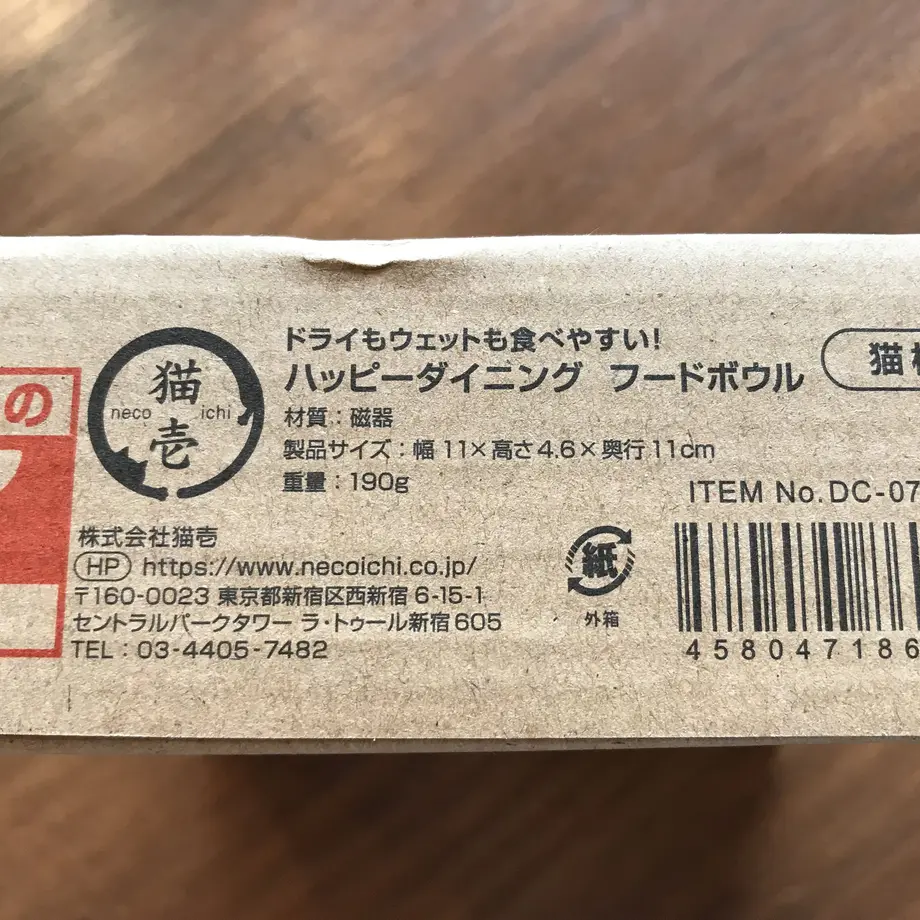 の
猫壱
neco ichi
ドライもウェットも食べやすい!
ハッピーダイニング フードボウル
材質：磁器
製品サイズ：幅 11×高さ4.6×奥行11cm
重量：190g
猫
ITEM No.DC-07
株式会社猫壱
HP https://www.necoichi.co.jp/
〒160-0023 東京都新宿区西新宿 6-15-1
セントラルパークタワー ラ・トゥール新宿 605
TEL：03-4405-7482
紙
外箱
458047186